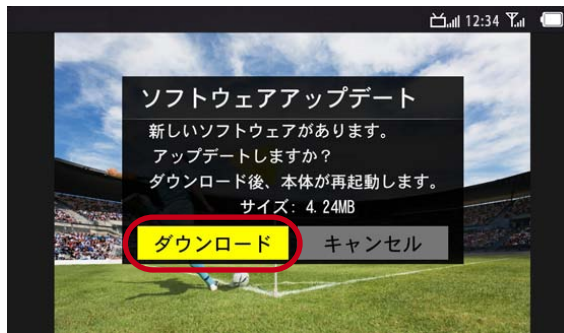 12:34
ソフトウェアアップデート
新しいソフトウェアがあります。
アップデートしますか？
ダウンロード後、本体が再起動します。
サイズ: 4.24MB
ダウンロード
キャンセル